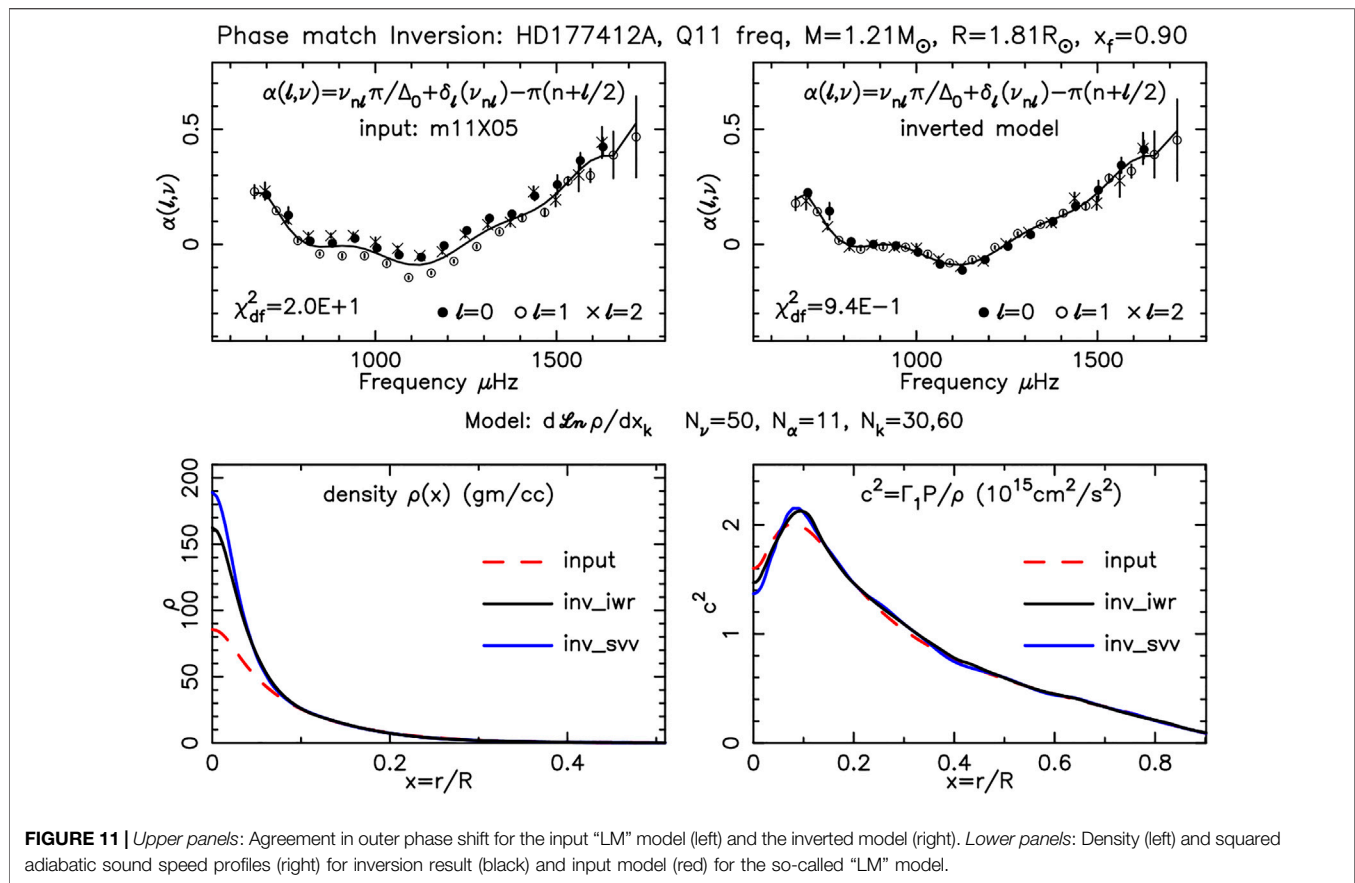 Phase match Inversion: HD177412A, Q11 freq, M=1.21M⊙, R=1.81R⊙, x_f=0.90
α(ℓ,ν)=ν_nℓπ/Δ₀+δ_ℓ(ν_nℓ)−π(n+ℓ/2)
input: m11X05
α(ℓ,ν)
0.5
0
χ²_df=2.0E+1
● ℓ=0 ○ ℓ=1 × ℓ=2
1000 1500
Frequency μHz
α(ℓ,ν)=ν_nℓπ/Δ₀+δ_ℓ(ν_nℓ)−π(n+ℓ/2)
inverted model
α(ℓ,ν)
0.5
0
χ²_df=9.4E−1
● ℓ=0 ○ ℓ=1 × ℓ=2
1000 1500
Frequency μHz
Model: dℒnρ/dx_k N_ν=50, N_α=11, N_k=30,60
density ρ(x) (gm/cc)
input
inv_iwr
inv_svv
ρ
200
150
100
50
0
0 0.2 0.4
x=r/R
c²=Γ₁P/ρ (10¹⁵cm²/s²)
input
inv_iwr
inv_svv
c²
2
1
0
0 0.2 0.4 0.6 0.8
x=r/R
FIGURE 11 | Upper panels: Agreement in outer phase shift for the input “LM” model (left) and the inverted model (right). Lower panels: Density (left) and squared
adiabatic sound speed profiles (right) for inversion result (black) and input model (red) for the so-called “LM” model.